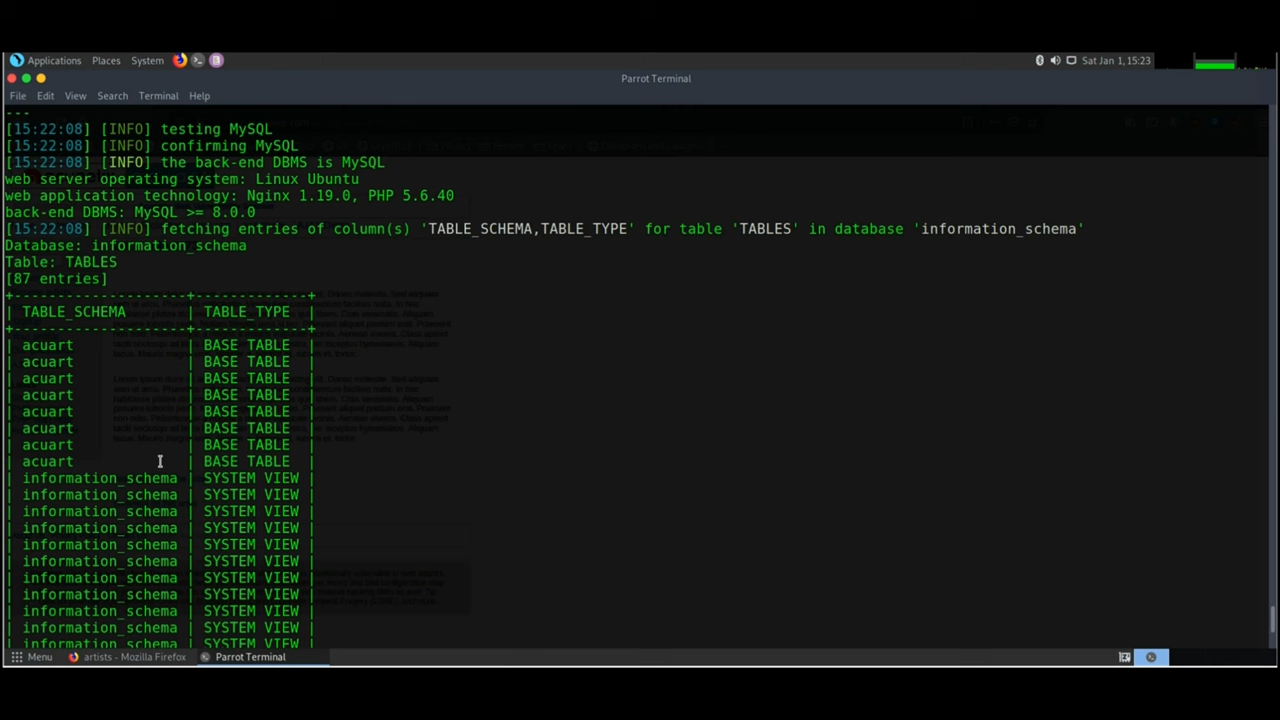 Applications Places System Sat Jan 1, 15:23
Parrot Terminal
File Edit View Search Terminal Help
---
[15:22:08] [INFO] testing MySQL
[15:22:08] [INFO] confirming MySQL
[15:22:08] [INFO] the back-end DBMS is MySQL
web server operating system: Linux Ubuntu
web application technology: Nginx 1.19.0, PHP 5.6.40
back-end DBMS: MySQL >= 8.0.0
[15:22:08] [INFO] fetching entries of column(s) 'TABLE_SCHEMA,TABLE_TYPE' for table 'TABLES' in database 'information_schema'
Database: information_schema
Table: TABLES
[87 entries]
+--------------------+-------------+
| TABLE_SCHEMA | TABLE_TYPE |
+--------------------+-------------+
| acuart | BASE TABLE |
| acuart | BASE TABLE |
| acuart | BASE TABLE |
| acuart | BASE TABLE |
| acuart | BASE TABLE |
| acuart | BASE TABLE |
| acuart | BASE TABLE |
| acuart | BASE TABLE |
| information_schema | SYSTEM VIEW |
| information_schema | SYSTEM VIEW |
| information_schema | SYSTEM VIEW |
| information_schema | SYSTEM VIEW |
| information_schema | SYSTEM VIEW |
| information_schema | SYSTEM VIEW |
| information_schema | SYSTEM VIEW |
| information_schema | SYSTEM VIEW |
| information_schema | SYSTEM VIEW |
| information_schema | SYSTEM VIEW |
| information_schema | SYSTEM VIEW |
Menu artists - Mozilla Firefox Parrot Terminal